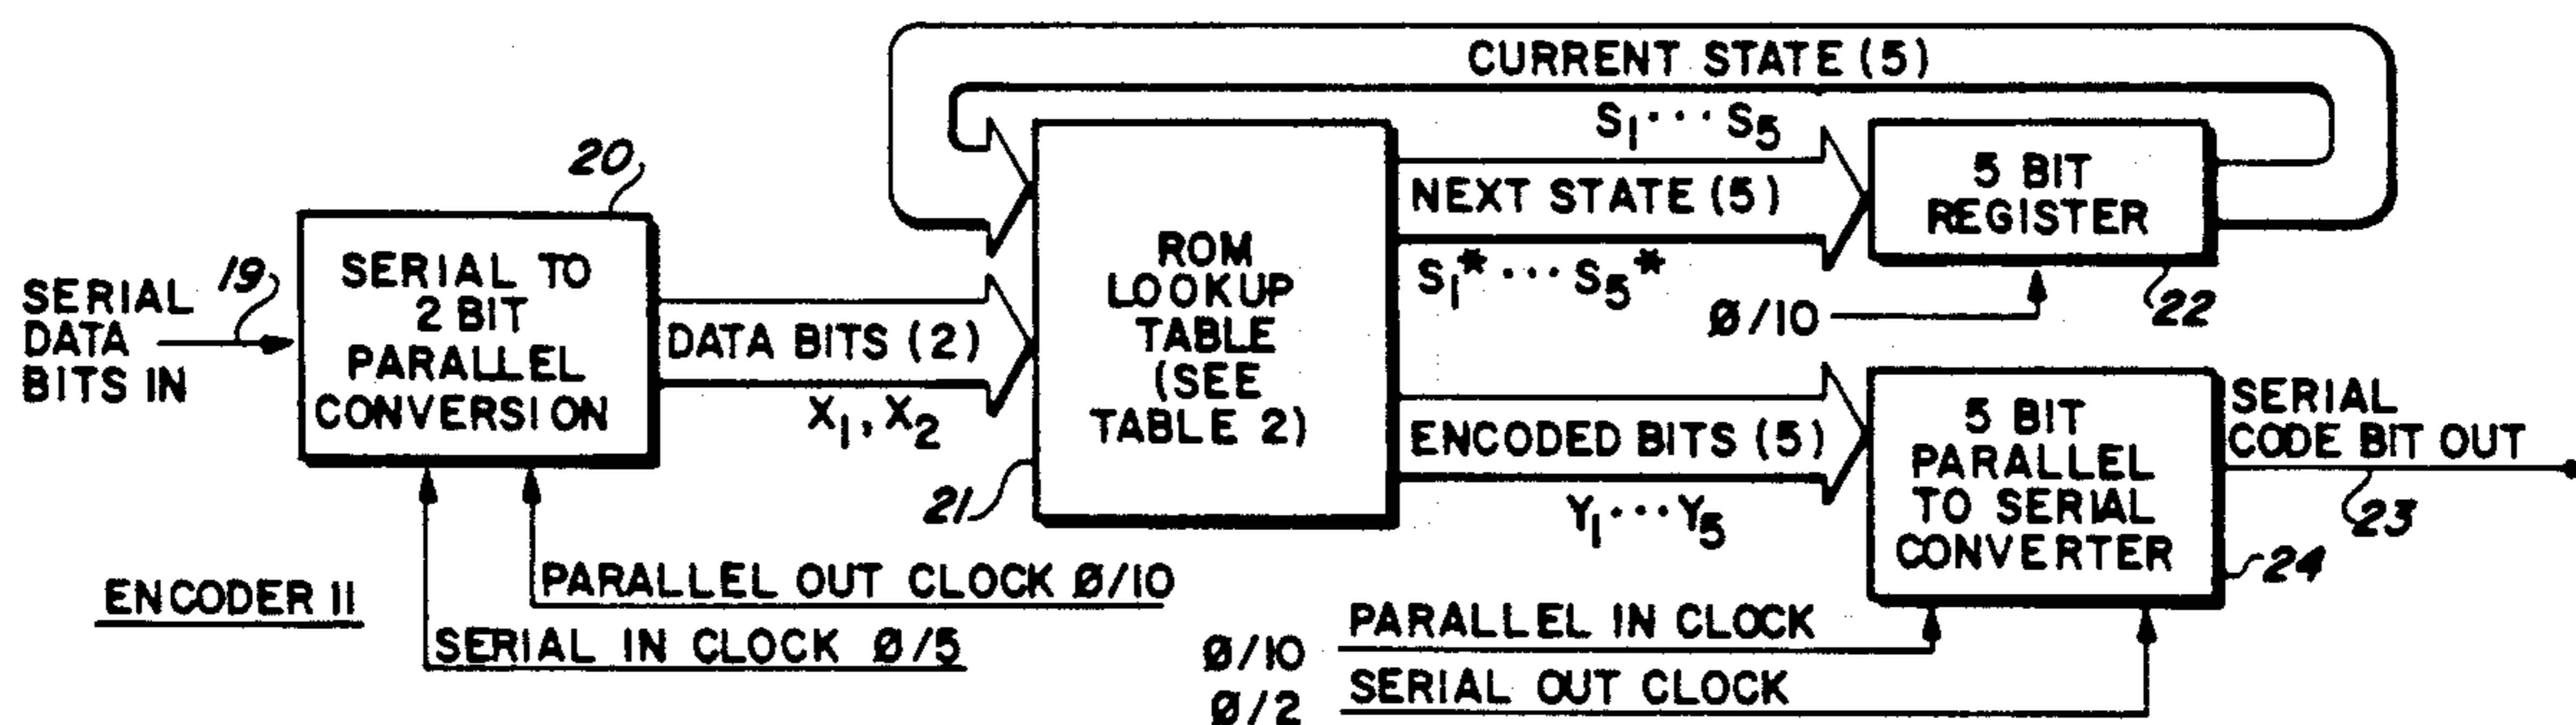 SERIAL
DATA
BITS IN
19
20
SERIAL TO
2 BIT
PARALLEL
CONVERSION
DATA BITS (2)
X1, X2
PARALLEL OUT CLOCK Ø/10
SERIAL IN CLOCK Ø/5
ENCODER 11
CURRENT STATE (5)
S1··· S5
ROM
LOOKUP
TABLE
(SEE
TABLE 2)
21
NEXT STATE (5)
S1*··· S5*
5 BIT
REGISTER
22
Ø/10
ENCODED BITS (5)
Y1···Y5
5 BIT
PARALLEL
TO SERIAL
CONVERTER
24
SERIAL
CODE BIT OUT
23
Ø/10 PARALLEL IN CLOCK
Ø/2 SERIAL OUT CLOCK